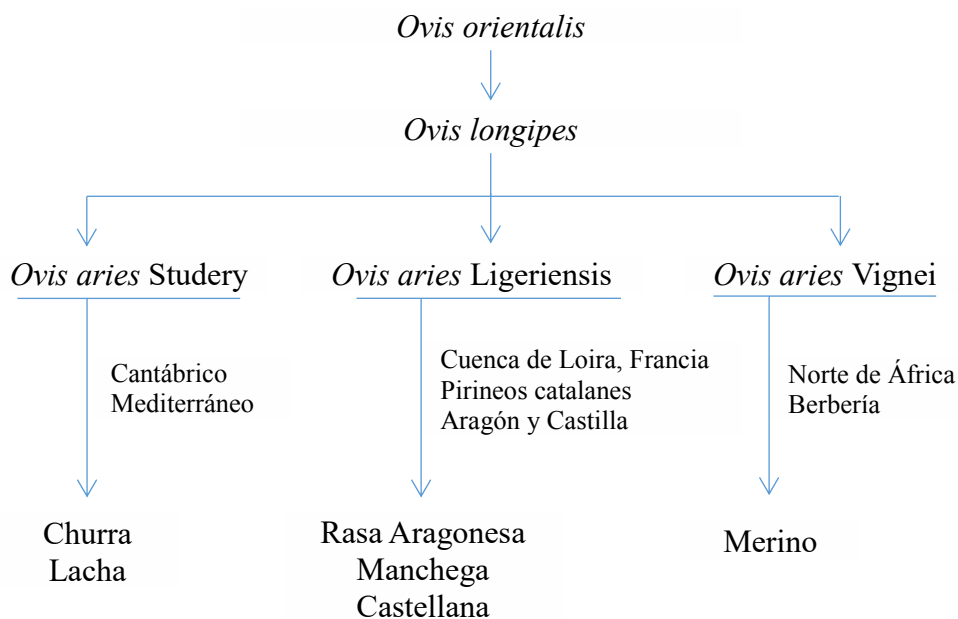 Ovis orientalis
Ovis longipes
Ovis aries Studery
Ovis aries Ligeriensis
Ovis aries Vignei
Cantábrico
Mediterráneo
Cuenca de Loira, Francia
Pirineos catalanes
Aragón y Castilla
Norte de África
Berbería
Churra
Lacha
Rasa Aragonesa
Manchega
Castellana
Merino